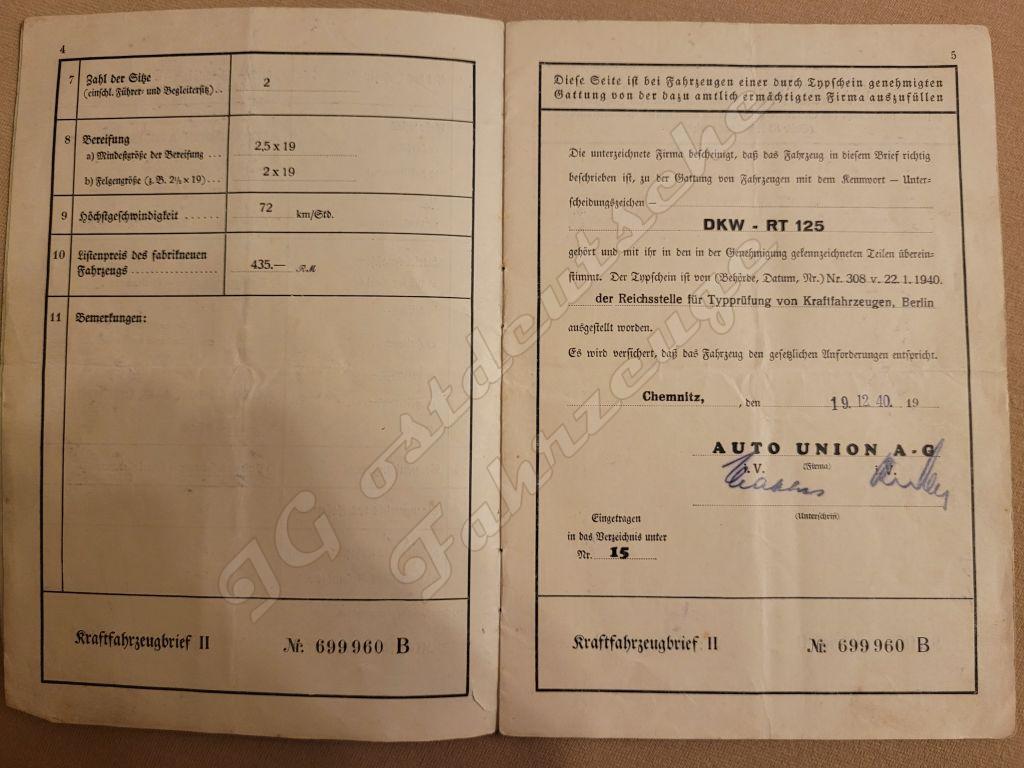 4
7 Zahl der Sitze
(einschl. Führer- und Begleitersitz) .. 2
8 Bereifung
a) Mindestgröße der Bereifung .... 2,5 x 19
b) Felgengröße (z. B. 2½ x 19) .... 2 x 19
9 Höchstgeschwindigkeit ...... 72 km/Std.
10 Listenpreis des fabrikneuen
Fahrzeugs .............. 435.— RM
11 Bemerkungen:
Kraftfahrzeugbrief II Nr. 699960 B
5
Diese Seite ist bei Fahrzeugen einer durch Typschein genehmigten
Gattung von der dazu amtlich ermächtigten Firma auszufüllen
Die unterzeichnete Firma bescheinigt, daß das Fahrzeug in diesem Brief richtig
beschrieben ist, zu der Gattung von Fahrzeugen mit dem Kennwort – Unter-
scheidungszeichen –
DKW - RT 125
gehört und mit ihr in den in der Genehmigung gekennzeichneten Teilen überein-
stimmt. Der Typschein ist von (Behörde, Datum, Nr.) Nr. 308 v. 22. 1. 1940.
der Reichsstelle für Typprüfung von Kraftfahrzeugen, Berlin
ausgestellt worden.
Es wird versichert, daß das Fahrzeug den gesetzlichen Anforderungen entspricht.
Chemnitz, , den 19. 12. 40. 19
AUTO UNION A-G
i. V. (Firma)
(Unterschrift)
Eingetragen
in das Verzeichnis unter
Nr. 15
Kraftfahrzeugbrief II Nr. 699960 B
IG ostdeutsche
Fahrzeuge